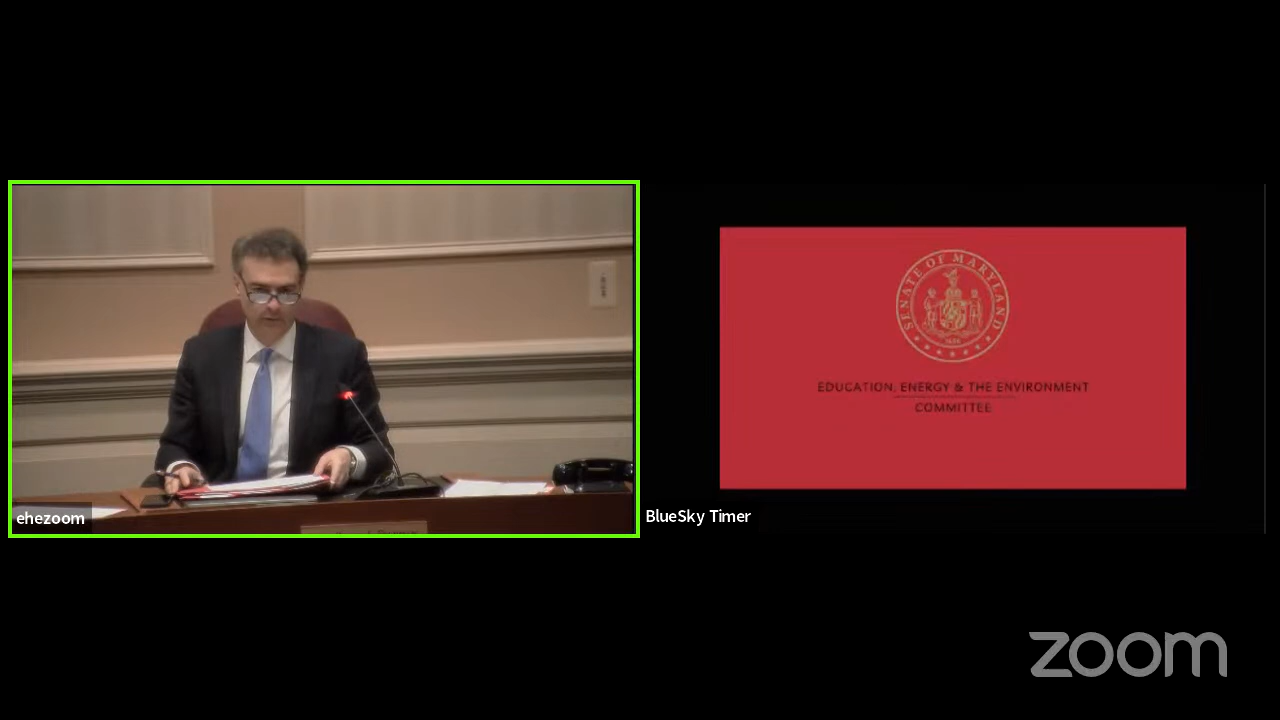 SENATE OF MARYLAND
EDUCATION, ENERGY & THE ENVIRONMENT
COMMITTEE
ehezoom
BlueSky Timer
zoom